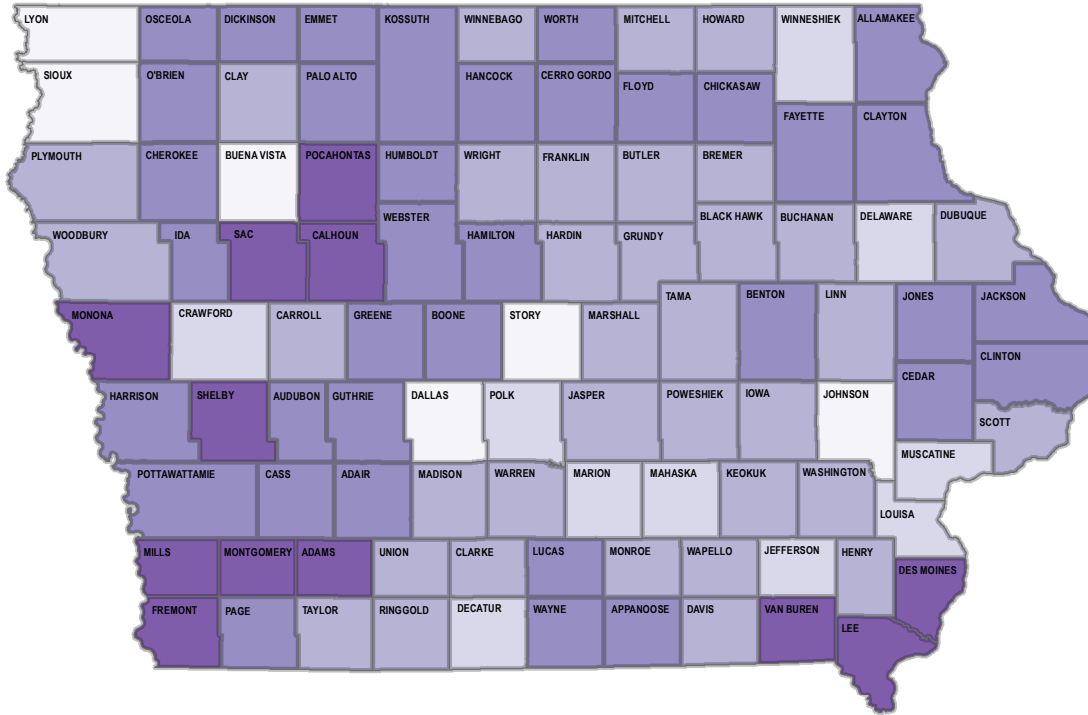 LYON
OSCEOLA
DICKINSON
EMMET
KOSSUTH
WINNEBAGO
WORTH
MITCHELL
HOWARD
WINNESHIEK
ALLAMAKEE
SIOUX
O'BRIEN
CLAY
PALO ALTO
HANCOCK
CERRO GORDO
FLOYD
CHICKASAW
FAYETTE
CLAYTON
PLYMOUTH
CHEROKEE
BUENA VISTA
POCAHONTAS
HUMBOLDT
WRIGHT
FRANKLIN
BUTLER
BREMER
WEBSTER
BLACK HAWK
BUCHANAN
DELAWARE
DUBUQUE
WOODBURY
IDA
SAC
CALHOUN
HAMILTON
HARDIN
GRUNDY
TAMA
BENTON
LINN
JONES
JACKSON
MONONA
CRAWFORD
CARROLL
GREENE
BOONE
STORY
MARSHALL
CLINTON
CEDAR
HARRISON
SHELBY
AUDUBON
GUTHRIE
DALLAS
POLK
JASPER
POWESHIEK
IOWA
JOHNSON
SCOTT
MUSCATINE
POTTAWATTAMIE
CASS
ADAIR
MADISON
WARREN
MARION
MAHASKA
KEOKUK
WASHINGTON
LOUISA
MILLS
MONTGOMERY
ADAMS
UNION
CLARKE
LUCAS
MONROE
WAPELLO
JEFFERSON
HENRY
DES MOINES
FREMONT
PAGE
TAYLOR
RINGGOLD
DECATUR
WAYNE
APPANOOSE
DAVIS
VAN BUREN
LEE